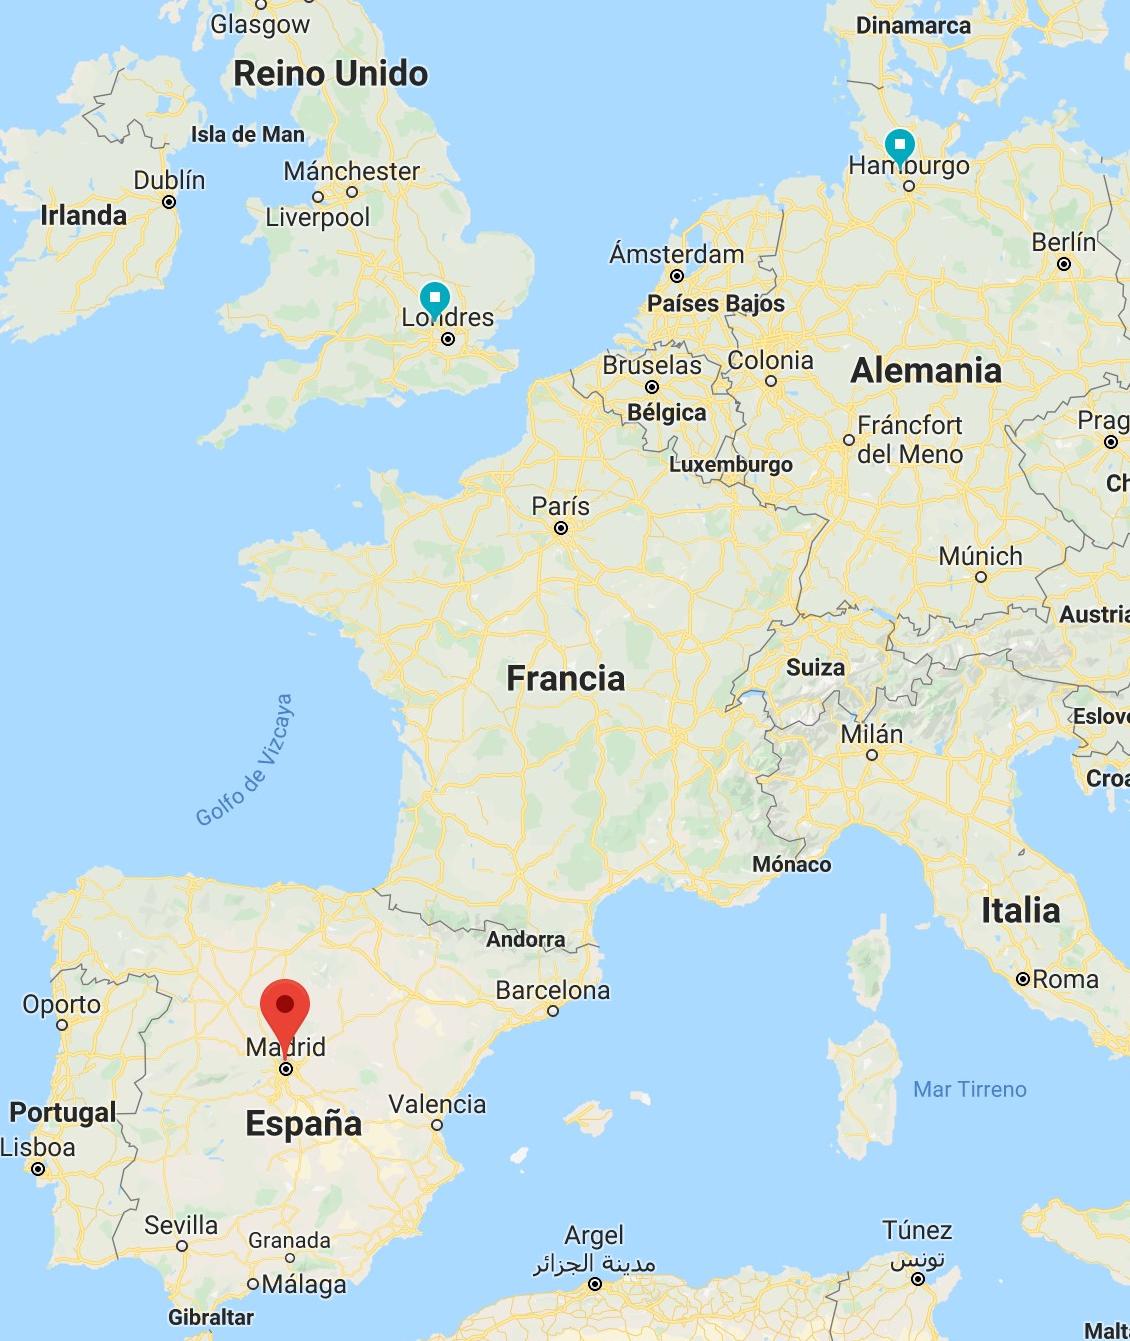 Glasgow
Dinamarca
Reino Unido
Isla de Man
Hamburgo
Mánchester
Dublín
Irlanda
Liverpool
Berlín
Ámsterdam
Países Bajos
Londres
Bruselas
Colonia
Alemania
Bélgica
Prag
Fráncfort
del Meno
Luxemburgo
Ch
París
Múnich
Austria
Suiza
Francia
Golfo de Vizcaya
Eslove
Milán
Croa
Mónaco
Italia
Andorra
Roma
Barcelona
Oporto
Madrid
Mar Tirreno
Valencia
Portugal
España
Lisboa
Sevilla
Granada
Argel
مدينة الجزائر
Túnez
تونس
Málaga
Gibraltar
Malt